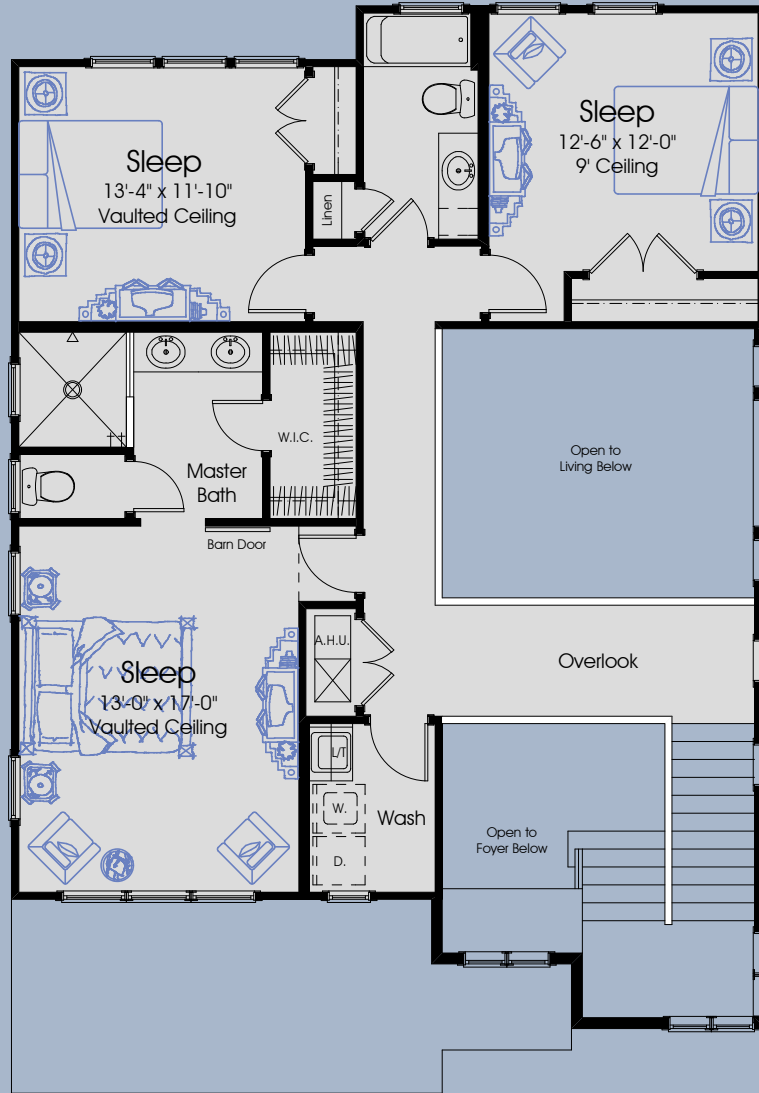 Sleep
12'-6" x 12'-0"
9' Ceiling
Sleep
13'-4" x 11'-10"
Vaulted Ceiling
Linen
W.I.C.
Master
Bath
Open to
Living Below
Barn Door
A.H.U.
Overlook
Sleep
13'-0" x 17'-0"
Vaulted Ceiling
L/T
W.
Wash
D.
Open to
Foyer Below